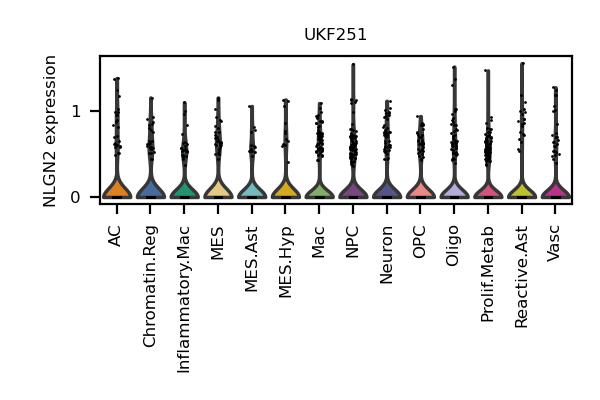 UKF251
NLGN2 expression
1
0
AC
Chromatin.Reg
Inflammatory.Mac
MES
MES.Ast
MES.Hyp
Mac
NPC
Neuron
OPC
Oligo
Prolif.Metab
Reactive.Ast
Vasc